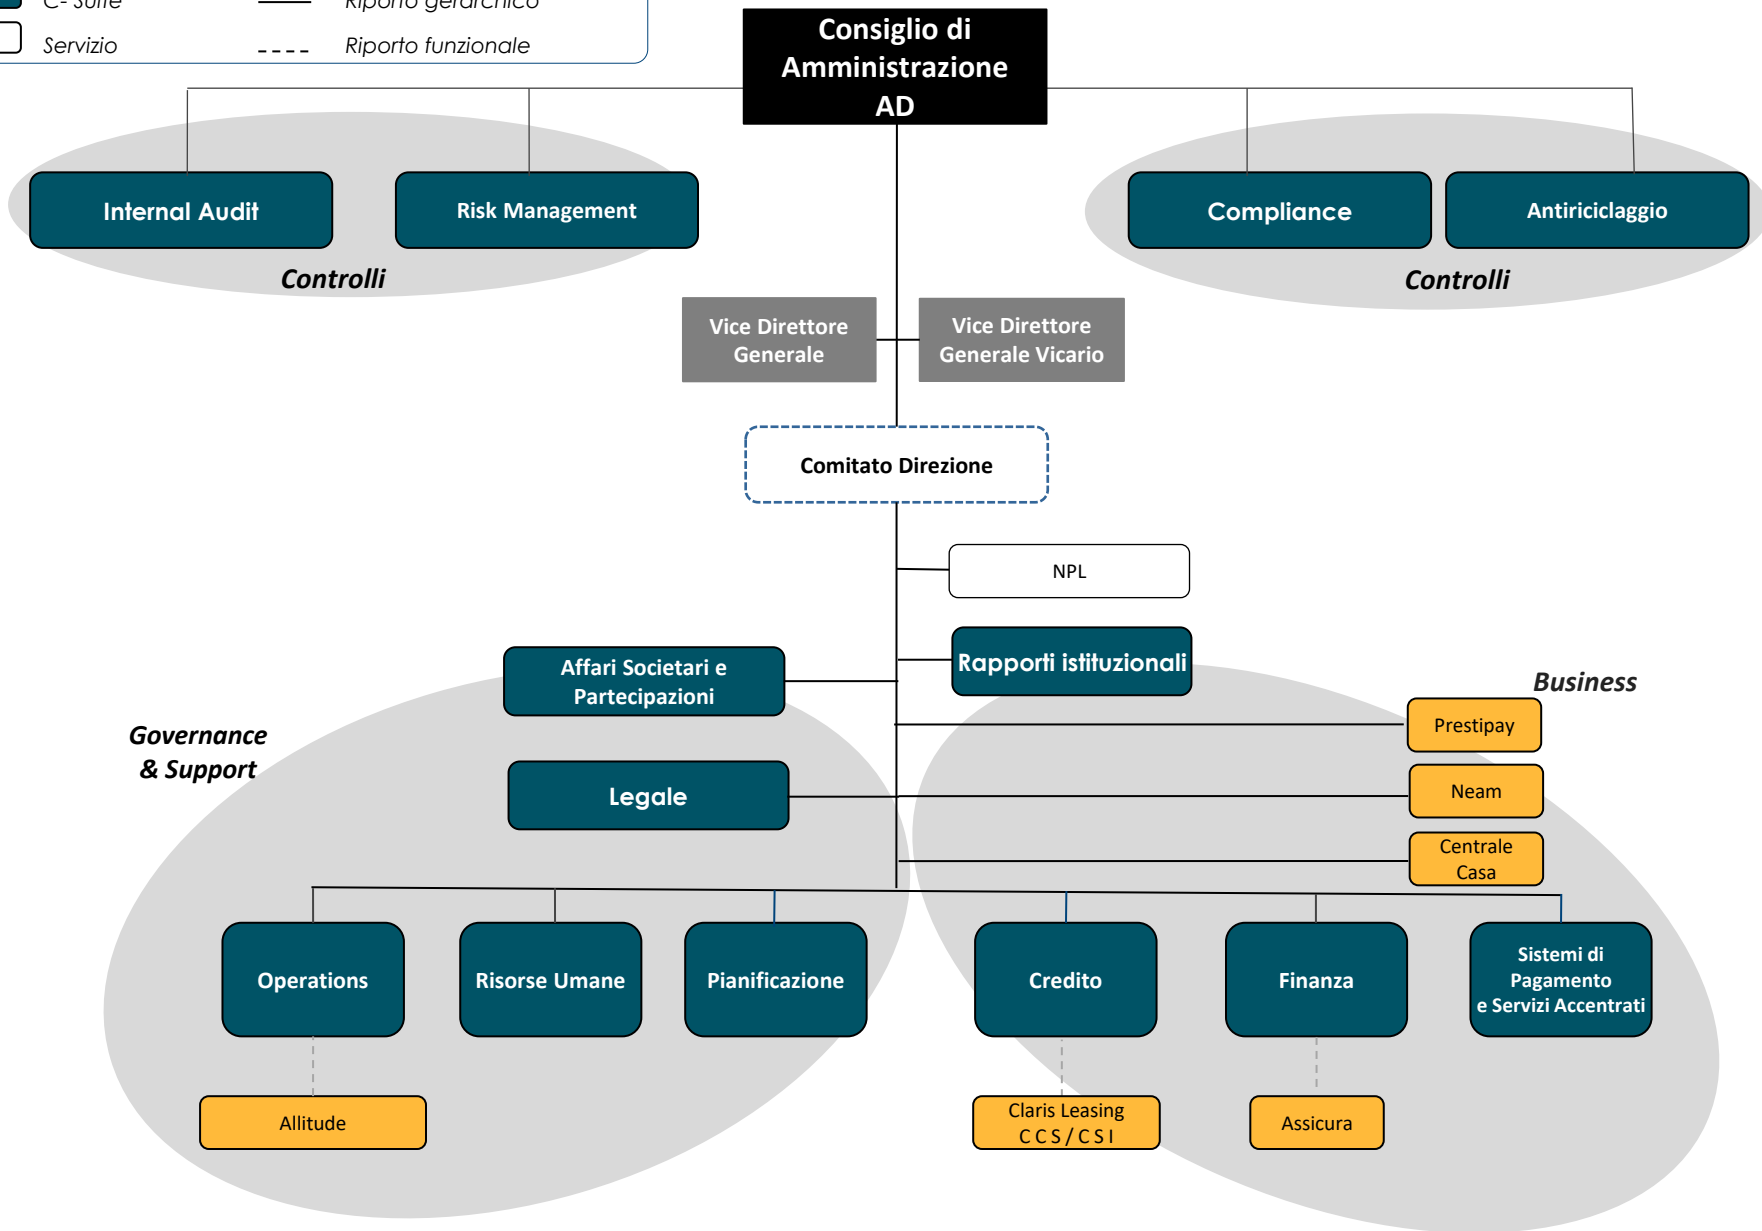 C- Suite
Riporto gerarchico
Servizio
Riporto funzionale
Consiglio di
Amministrazione
AD
Internal Audit
Risk Management
Compliance
Antiriciclaggio
Controlli
Controlli
Vice Direttore
Generale
Vice Direttore
Generale Vicario
Comitato Direzione
NPL
Affari Societari e
Partecipazioni
Rapporti istituzionali
Business
Governance
& Support
Prestipay
Legale
Neam
Centrale
Casa
Operations
Risorse Umane
Pianificazione
Credito
Finanza
Sistemi di
Pagamento
e Servizi Accentrati
Allitude
Claris Leasing
C C S / C S I
Assicura